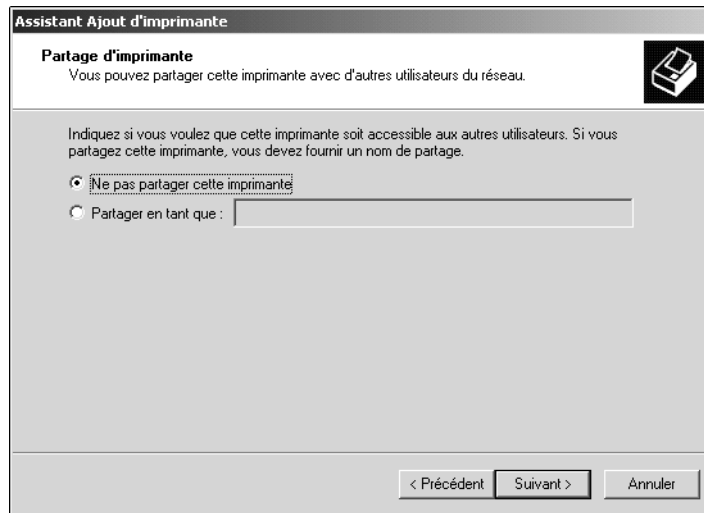 Assistant Ajout d'imprimante
Partage d'imprimante
Vous pouvez partager cette imprimante avec d'autres utilisateurs du réseau.
Indiquez si vous voulez que cette imprimante soit accessible aux autres utilisateurs. Si vous
partagez cette imprimante, vous devez fournir un nom de partage.
Ne pas partager cette imprimante
Partager en tant que :
< Précédent Suivant > Annuler